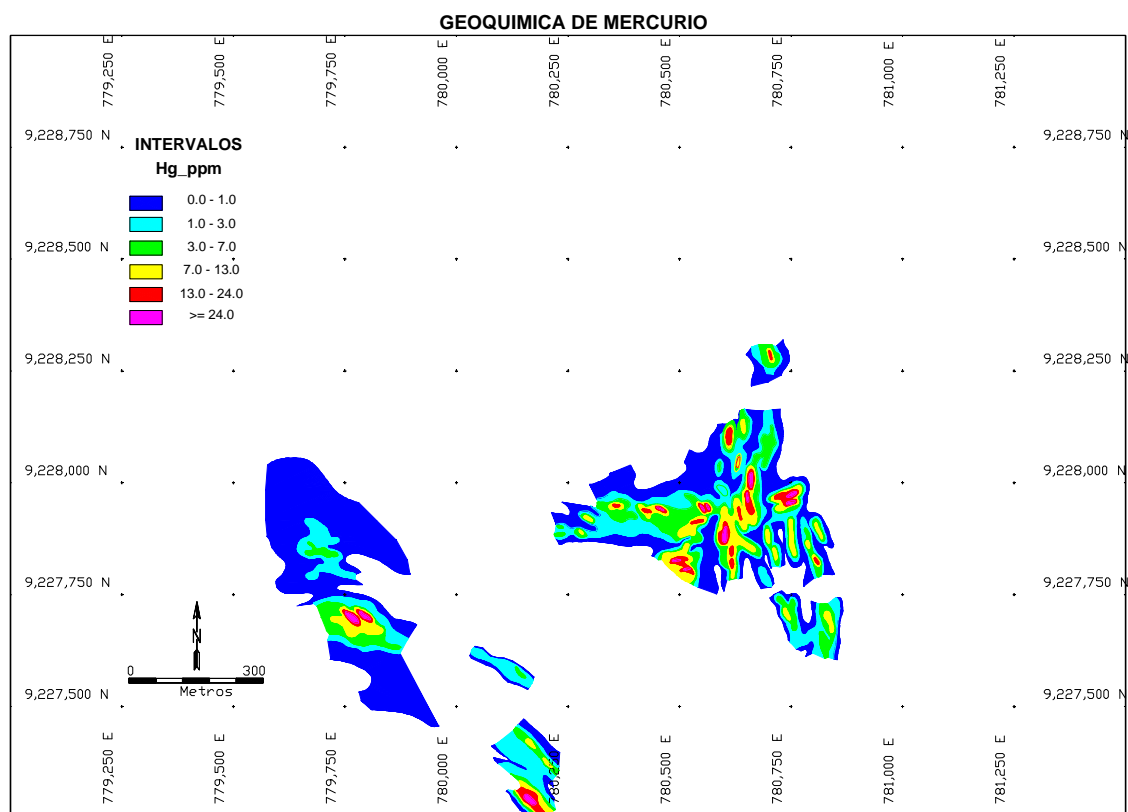 GEOQUIMICA DE MERCURIO
779,250 E
779,500 E
779,750 E
780,000 E
780,250 E
780,500 E
780,750 E
781,000 E
781,250 E
9,228,750 N
9,228,750 N
INTERVALOS
Hg_ppm
0.0 - 1.0
1.0 - 3.0
3.0 - 7.0
7.0 - 13.0
13.0 - 24.0
>= 24.0
9,228,500 N
9,228,500 N
9,228,250 N
9,228,250 N
9,228,000 N
9,228,000 N
9,227,750 N
9,227,750 N
N
0 300
Metros
9,227,500 N
9,227,500 N
779,250 E
779,500 E
779,750 E
780,000 E
780,250 E
780,500 E
780,750 E
781,000 E
781,250 E